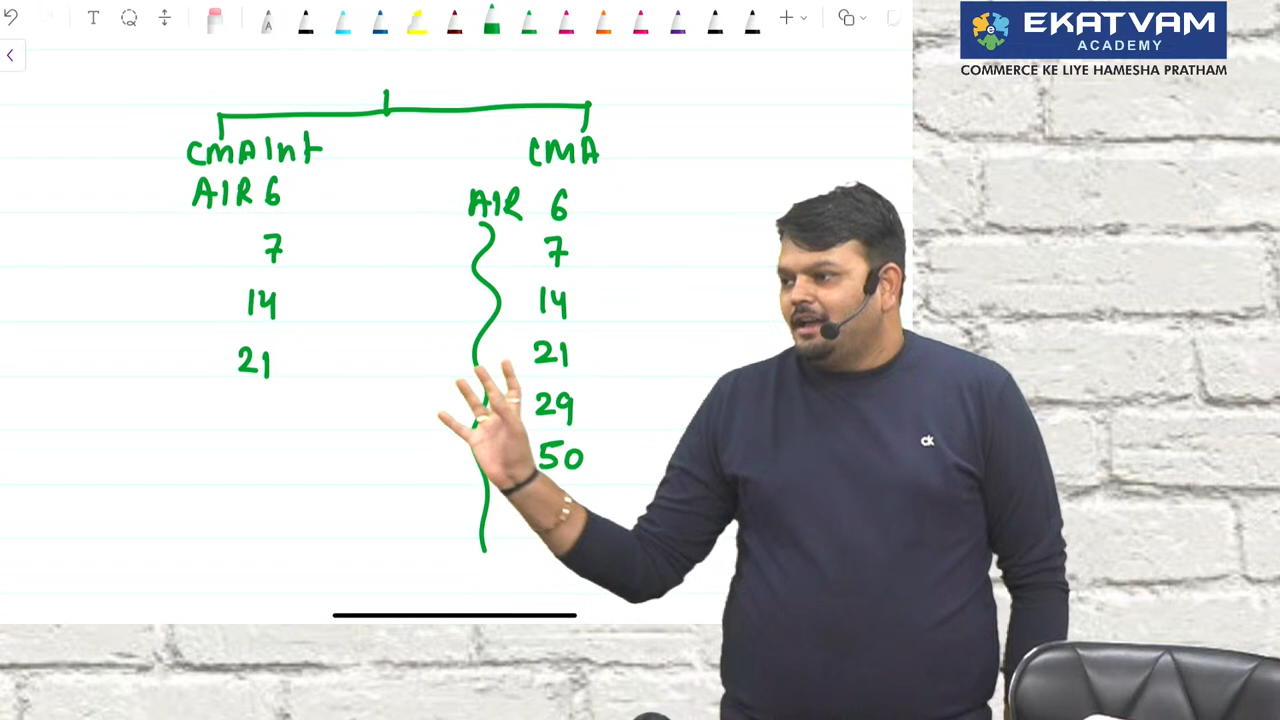 EKATVAM
ACADEMY
COMMERCE KE LIYE HAMESHA PRATHAM
CMA Int
AIR 6
7
14
21
CMA
AIR 6
7
14
21
29
50
CK